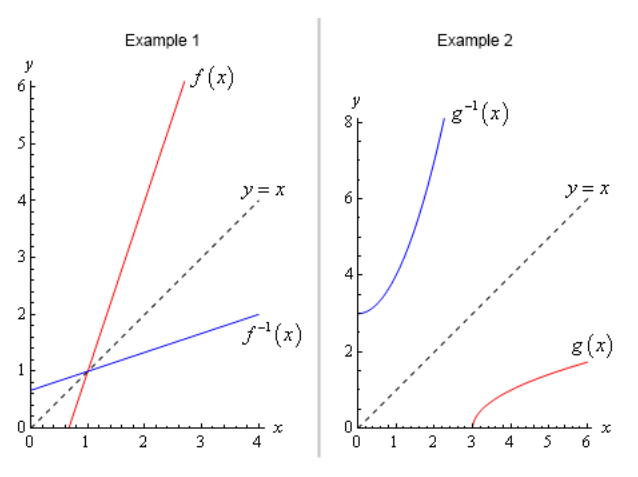 Example 1
y
6
f(x)
5
4
y = x
3
2
f⁻¹(x)
1
0
0 1 2 3 4 x
Example 2
y
8
g⁻¹(x)
6
y = x
4
2
g(x)
0
0 1 2 3 4 5 6 x